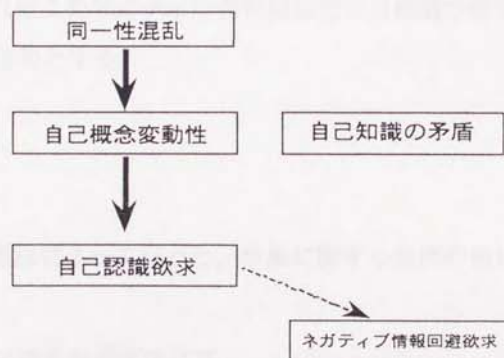 同一性混乱
自己概念変動性
自己知識の矛盾
自己認識欲求
ネガティブ情報回避欲求